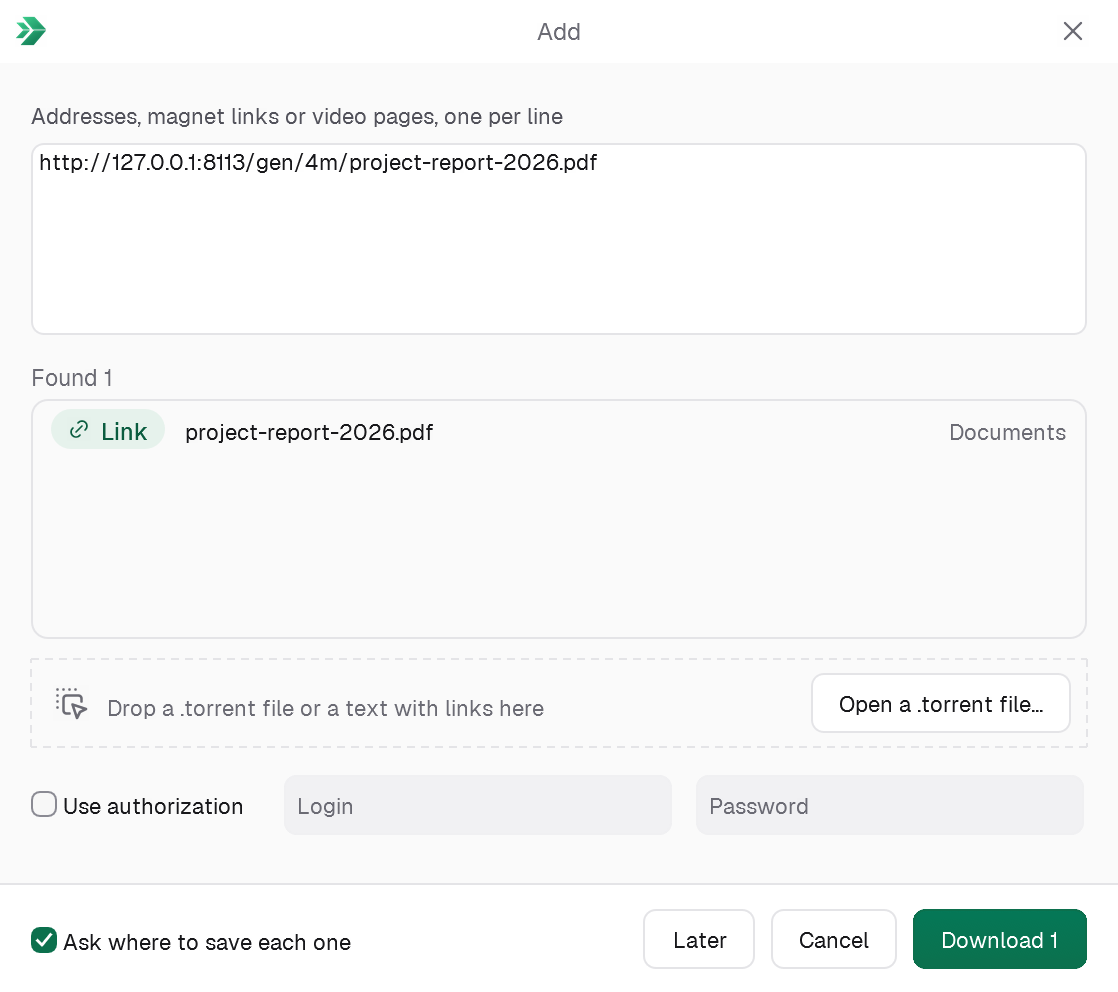 Add
Addresses, magnet links or video pages, one per line
http://127.0.0.1:8113/gen/4m/project-report-2026.pdf
Found 1
Link project-report-2026.pdf Documents
Drop a .torrent file or a text with links here Open a .torrent file...
Use authorization Login Password
Ask where to save each one Later Cancel Download 1